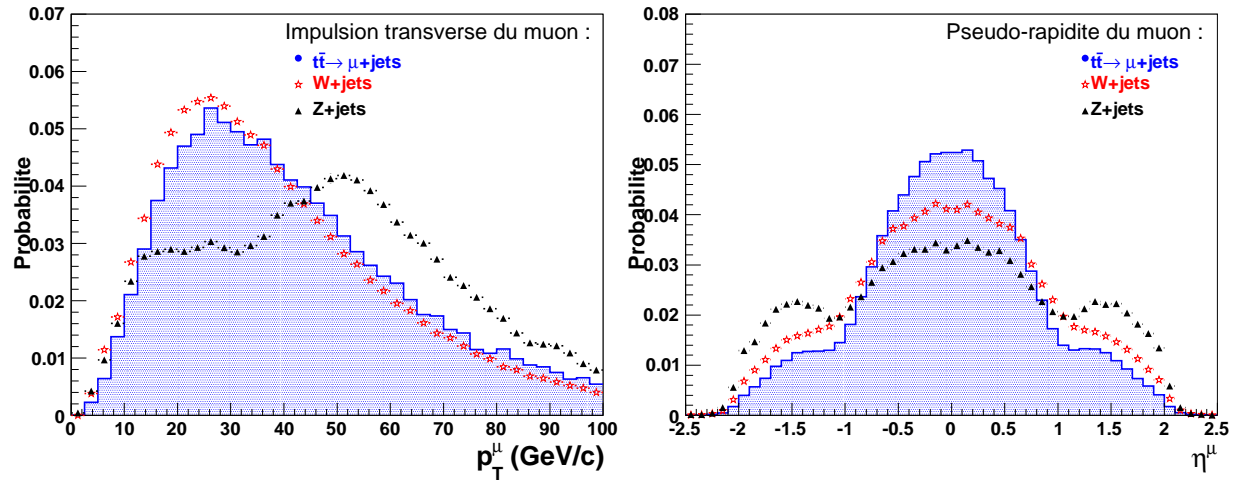 Impulsion transverse du muon :
tt̄→ μ+jets
W+jets
Z+jets
Probabilite
0.07
0.06
0.05
0.04
0.03
0.02
0.01
0
0 10 20 30 40 50 60 70 80 90 100
p_T^μ (GeV/c)
Pseudo-rapidite du muon :
tt̄→ μ+jets
W+jets
Z+jets
Probabilite
0.08
0.07
0.06
0.05
0.04
0.03
0.02
0.01
0
-2.5 -2 -1.5 -1 -0.5 0 0.5 1 1.5 2 2.5
η^μ